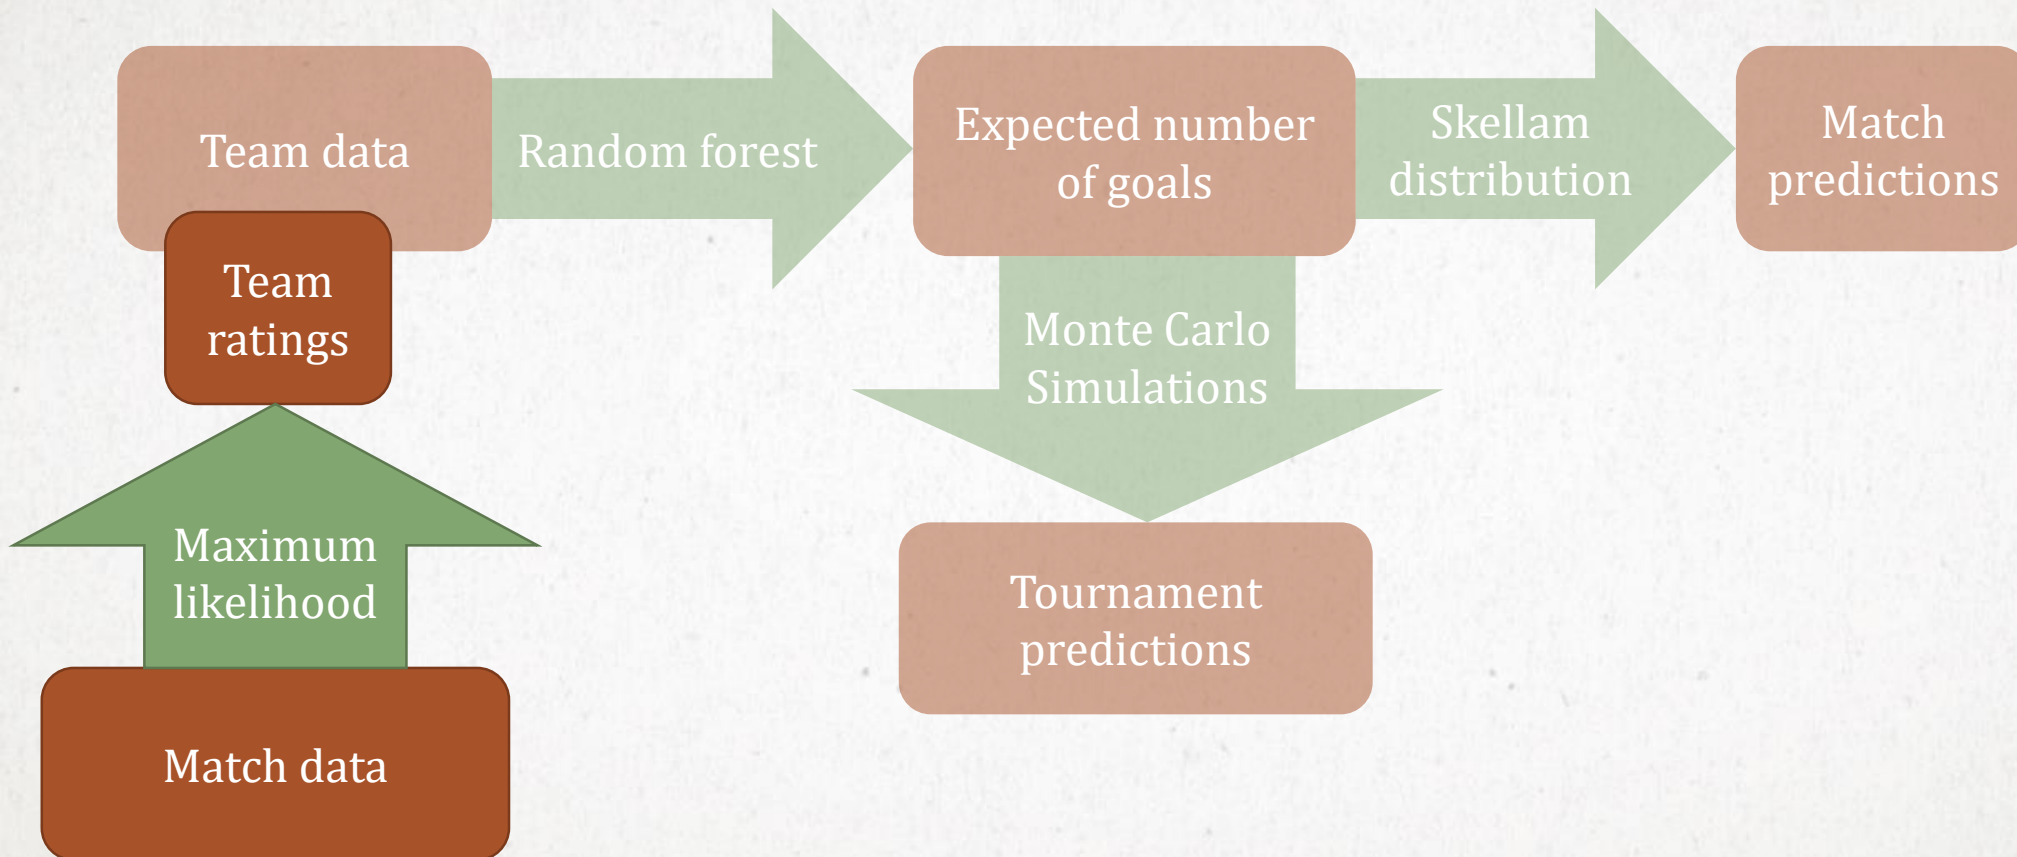 Team data
Random forest
Expected number
of goals
Skellam
distribution
Match
predictions
Team
ratings
Monte Carlo
Simulations
Maximum
likelihood
Tournament
predictions
Match data